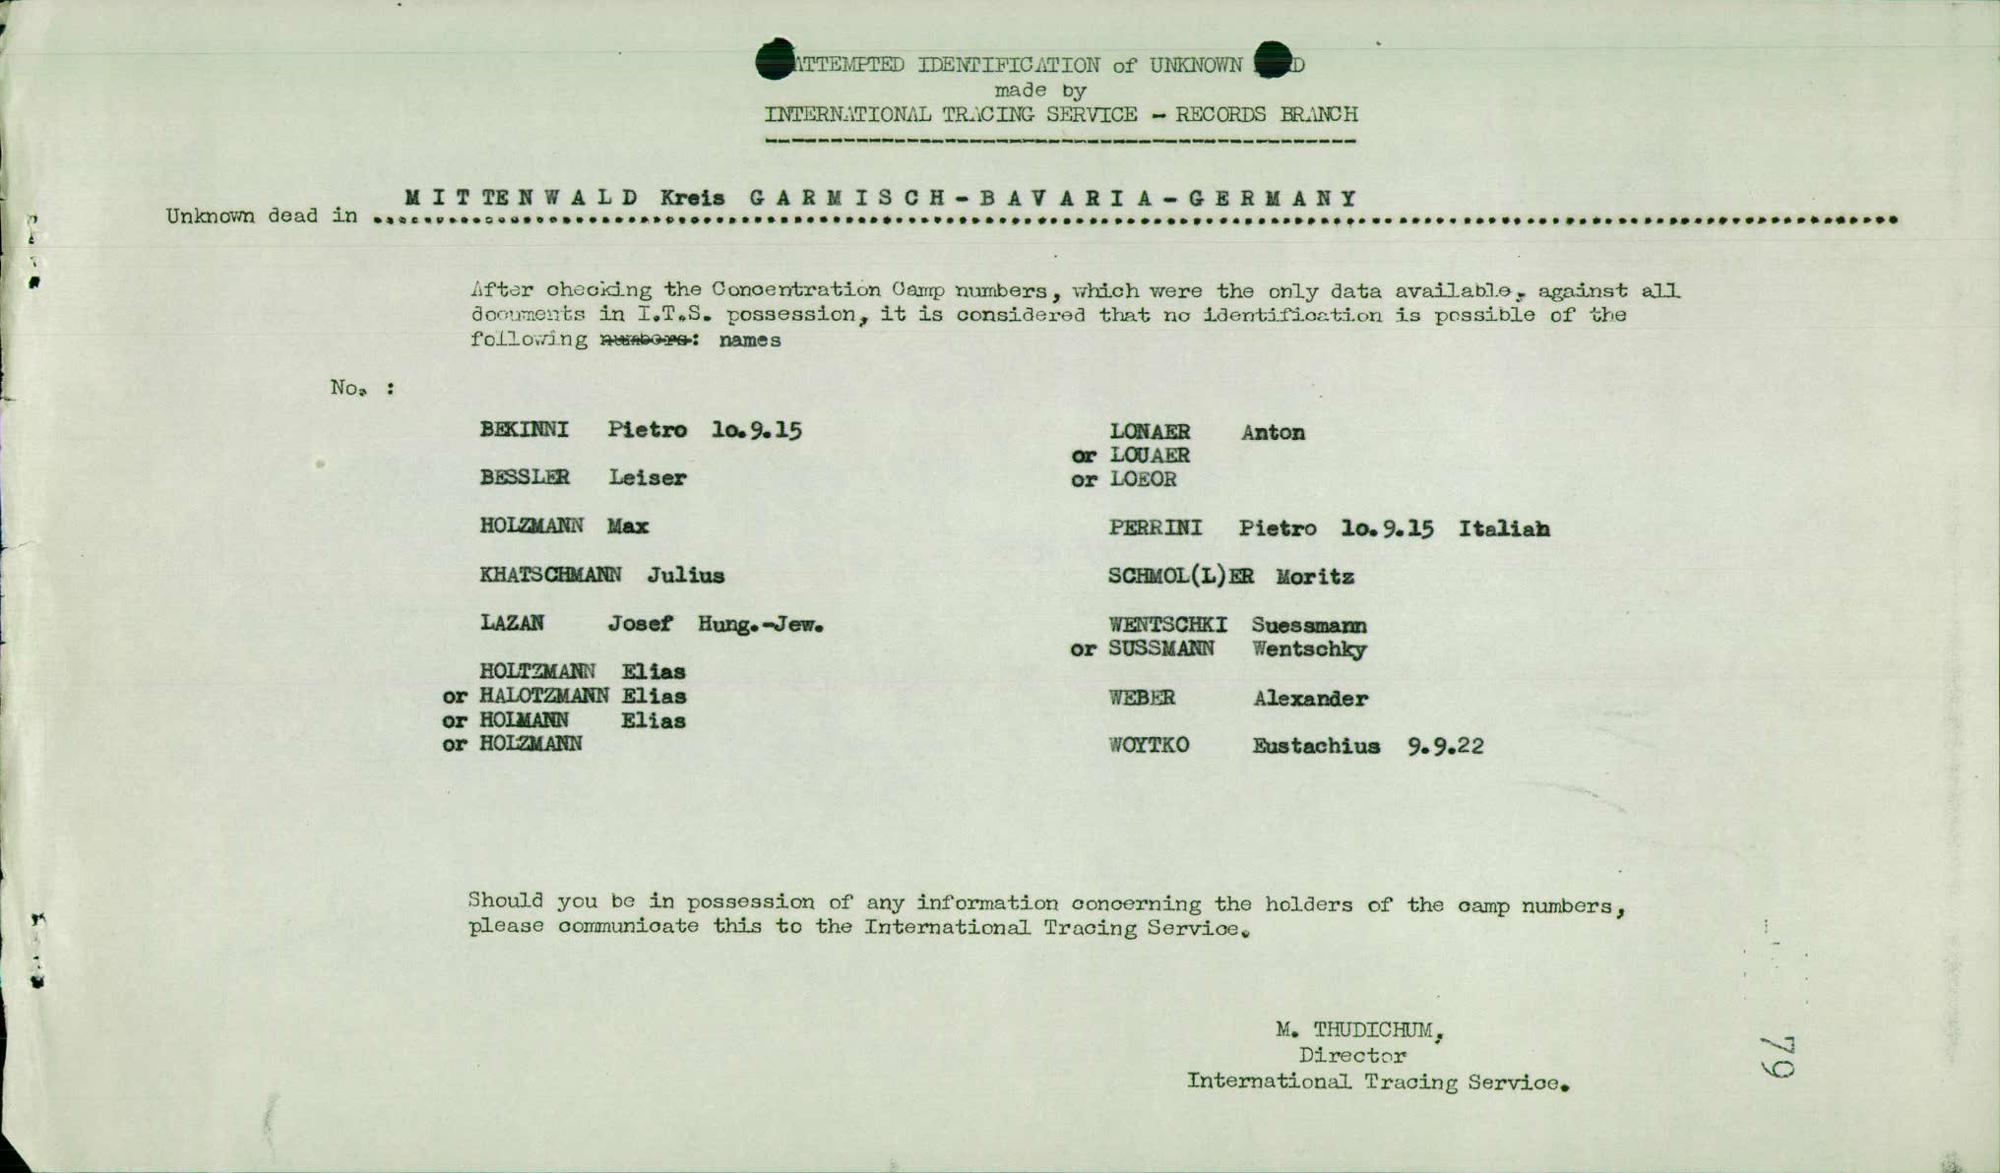 ATTEMPTED IDENTIFICATION of UNKNOWN D
made by
INTERNATIONAL TRACING SERVICE - RECORDS BRANCH
MITTENWALD Kreis GARMISCH-BAVARIA-GERMANY
Unknown dead in
After checking the Concentration Camp numbers, which were the only data available, against all
documents in I.T.S. possession, it is considered that no identification is possible of the
following numbers: names
No. :
BEKINNI Pietro 10.9.15
BESSLER Leiser
HOLZMANN Max
KHATSCHMANN Julius
LAZAN Josef Hung.-Jew.
HOLTZMANN Elias
or HALOTZMANN Elias
or HOLMANN Elias
or HOLZMANN
LONAER Anton
or LOUAER
or LOEOR
PERRINI Pietro 10.9.15 Italian
SCHMOL(L)ER Moritz
WENTSCHKI Suessmann
or SUSSMANN Wentschky
WEBER Alexander
WOYTKO Eustachius 9.9.22
Should you be in possession of any information concerning the holders of the camp numbers,
please communicate this to the International Tracing Service.
M. THUDICHUM,
Director
International Tracing Service.
79